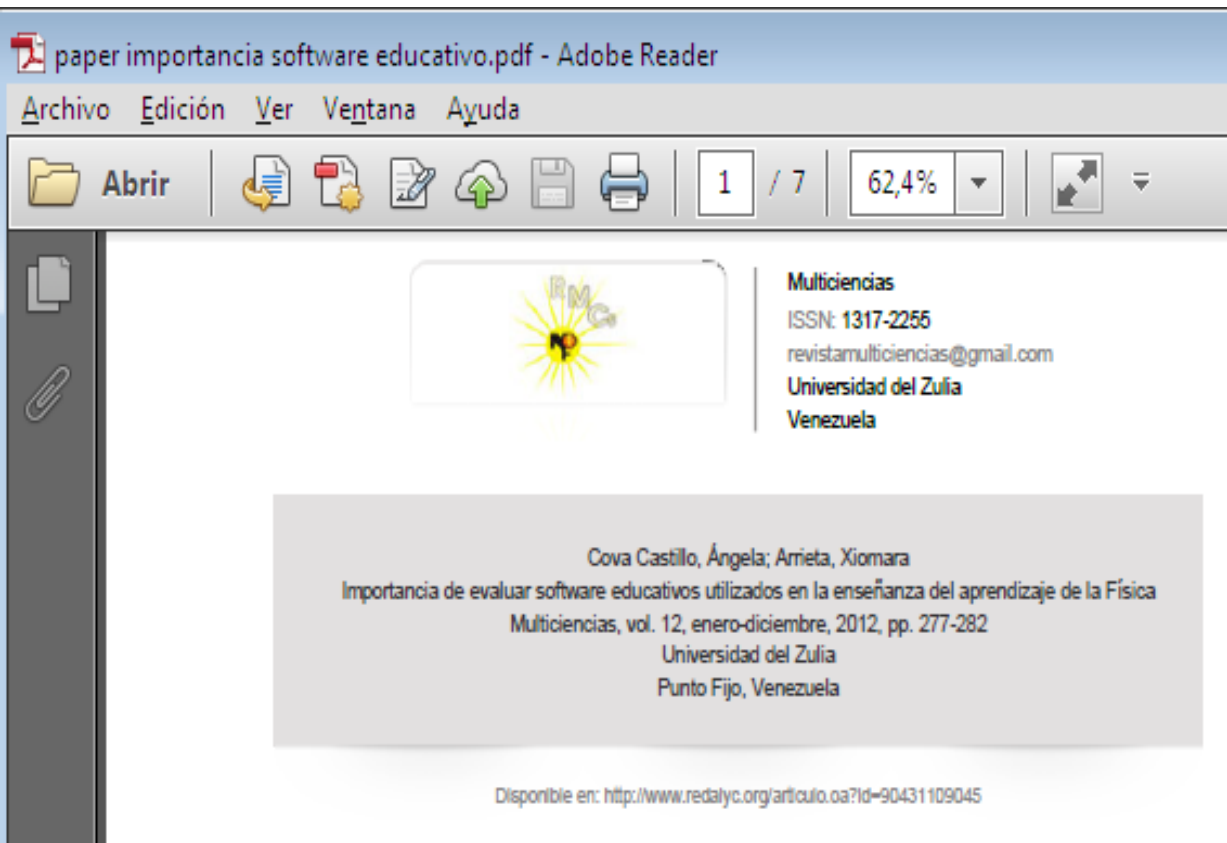 paper importancia software educativo.pdf - Adobe Reader
Archivo Edición Ver Ventana Ayuda
Abrir 1 / 7 62,4%
RMCs
Multiciencias
ISSN: 1317-2255
revistamulticiencias@gmail.com
Universidad del Zulia
Venezuela
Cova Castillo, Ángela; Arrieta, Xiomara
Importancia de evaluar software educativos utilizados en la enseñanza del aprendizaje de la Física
Multiciencias, vol. 12, enero-diciembre, 2012, pp. 277-282
Universidad del Zulia
Punto Fijo, Venezuela
Disponible en: http://www.redalyc.org/articulo.oa?id=90431109045